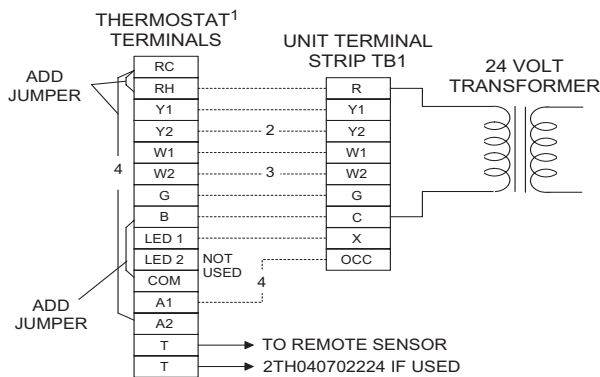 THERMOSTAT1
TERMINALS
UNIT TERMINAL
STRIP TB1
24 VOLT
TRANSFORMER
ADD
JUMPER
RC
RH
R
Y1
Y1
Y2
2
Y2
W1
W1
4
W2
3
W2
G
G
B
C
LED 1
X
LED 2
NOT
USED
OCC
COM
4
ADD
JUMPER
A1
A2
T
TO REMOTE SENSOR
T
2TH040702224 IF USED